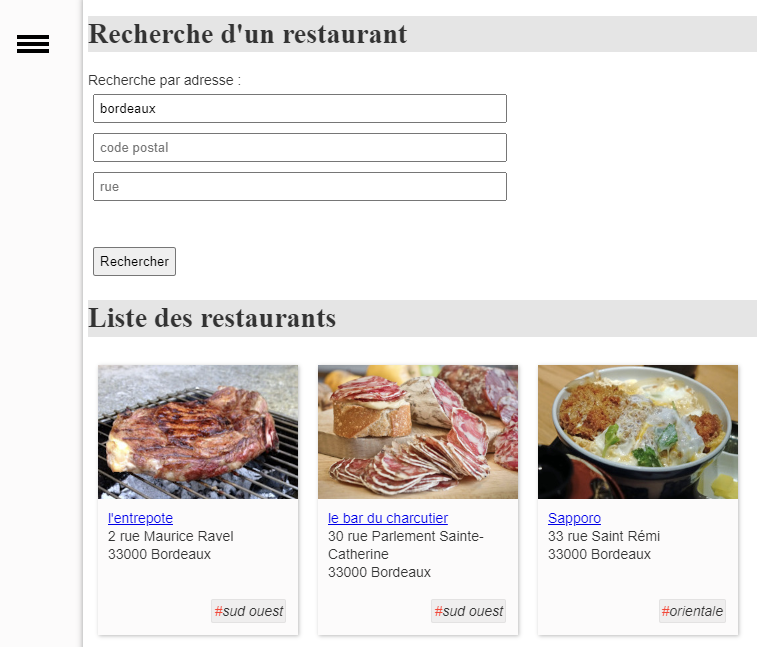 Recherche d'un restaurant
Recherche par adresse :
bordeaux
code postal
rue
Rechercher
Liste des restaurants
l'entrepote
2 rue Maurice Ravel
33000 Bordeaux
#sud ouest
le bar du charcutier
30 rue Parlement Sainte-
Catherine
33000 Bordeaux
#sud ouest
Sapporo
33 rue Saint Rémi
33000 Bordeaux
#orientale